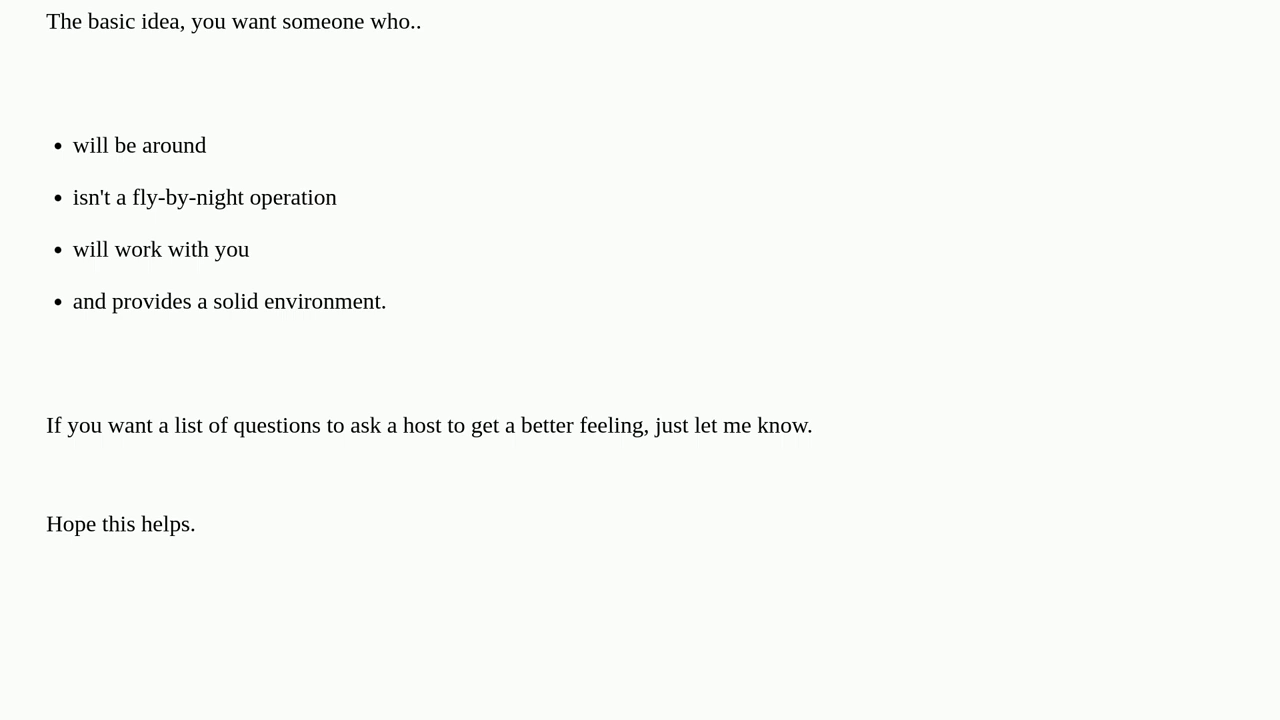 The basic idea, you want someone who..
• will be around
• isn't a fly-by-night operation
• will work with you
• and provides a solid environment.
If you want a list of questions to ask a host to get a better feeling, just let me know.
Hope this helps.